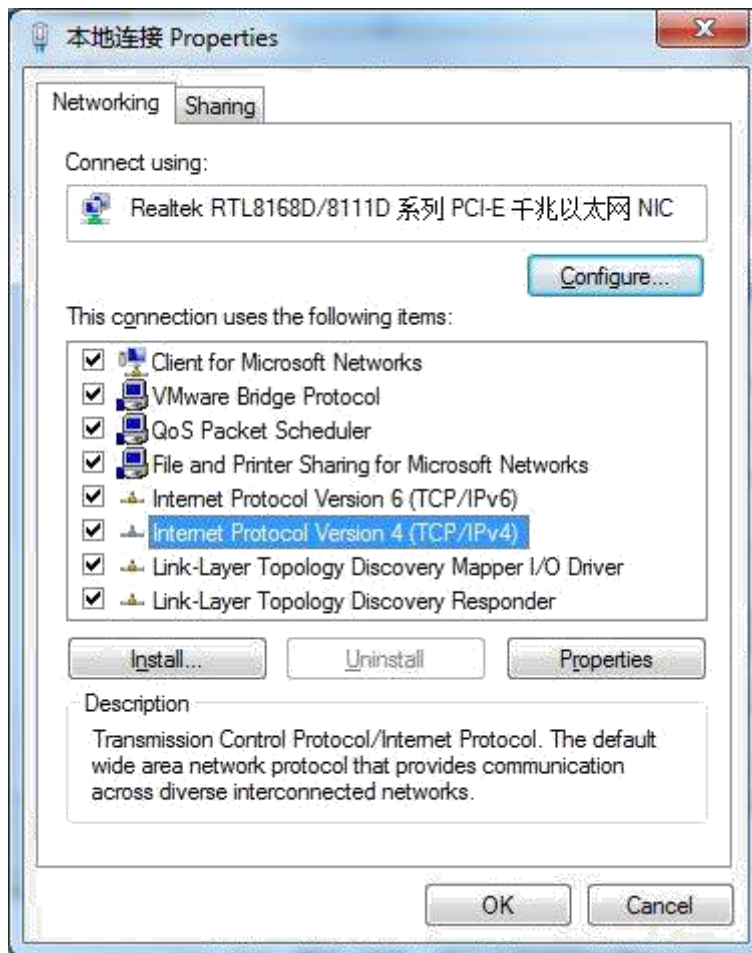 本地连接 Properties
Networking
Sharing
Connect using:
Realtek RTL8168D/8111D 系列 PCI-E 千兆以太网 NIC
Configure...
This connection uses the following items:
Client for Microsoft Networks
VMware Bridge Protocol
QoS Packet Scheduler
File and Printer Sharing for Microsoft Networks
Internet Protocol Version 6 (TCP/IPv6)
Internet Protocol Version 4 (TCP/IPv4)
Link-Layer Topology Discovery Mapper I/O Driver
Link-Layer Topology Discovery Responder
Install...
Uninstall
Properties
Description
Transmission Control Protocol/Internet Protocol. The default
wide area network protocol that provides communication
across diverse interconnected networks.
OK
Cancel